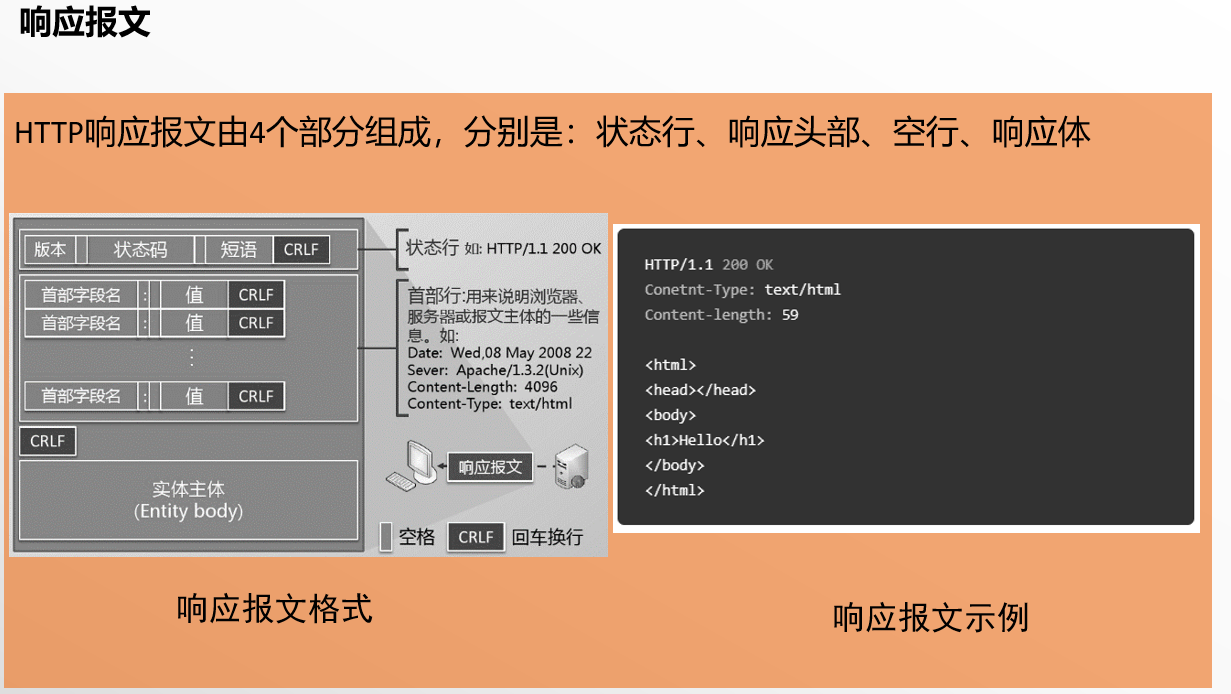 响应报文
HTTP响应报文由4个部分组成，分别是：状态行、响应头部、空行、响应体
版本 状态码 短语 CRLF
首部字段名 : 值 CRLF
首部字段名 : 值 CRLF
⋮
首部字段名 : 值 CRLF
CRLF
实体主体
(Entity body)
状态行 如: HTTP/1.1 200 OK
首部行:用来说明浏览器、
服务器或报文主体的一些信
息。如:
Date: Wed,08 May 2008 22
Sever: Apache/1.3.2(Unix)
Content-Length: 4096
Content-Type: text/html
响应报文
空格 CRLF 回车换行
响应报文格式
HTTP/1.1 200 OK
Conetnt-Type: text/html
Content-length: 59
<html>
<head></head>
<body>
<h1>Hello</h1>
</body>
</html>
响应报文示例